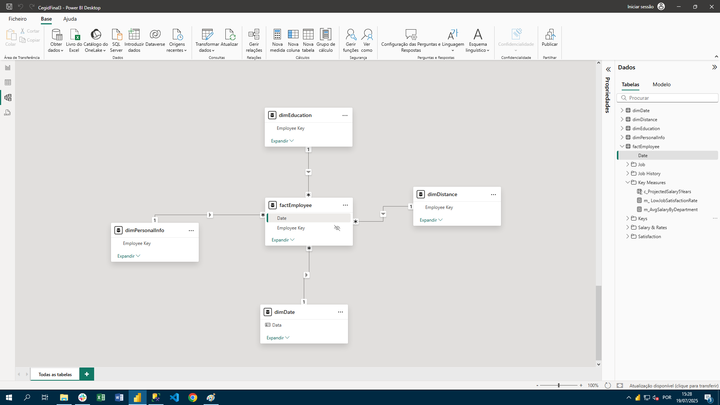 CegidFinal3 - Power BI Desktop
Iniciar sessão
Ficheiro Base Ajuda
Colar
Cortar
Copiar
Obter dados
Livro do Excel
Catálogo do OneLake
SQL Server
Introduzir Dados
Dataverse
Origens recentes
Transformar dados
Atualizar
Gerir relações
Nova medida
Nova coluna
Nova tabela
Grupo de cálculo
Gerir funções
Ver como
Configuração das Perguntas e Respostas
Linguagem
Esquema linguístico
Confidencialidade
Publicar
Área de Transferência
Dados
Consultas
Relações
Cálculos
Segurança
Perguntas e Respostas
Confidencialidade
Partilhar
dimEducation
Employee Key
Expandir
factEmployee
Date
Employee Key
Expandir
dimDistance
Employee Key
Expandir
dimPersonalInfo
Employee Key
Expandir
dimDate
Data
Expandir
Propriedades
Dados
Tabelas Modelo
Procurar
dimDate
dimDistance
dimEducation
dimPersonalInfo
factEmployee
Date
Job
Job History
Key Measures
c_ProjectedSalary5Years
m_LowJobSatisfactionRate
m_AvgSalaryByDepartment
Keys
Salary & Rates
Satisfaction
Todas as tabelas
100%
Atualização disponível (clique para transferir)
POR
15:28
19/07/2025